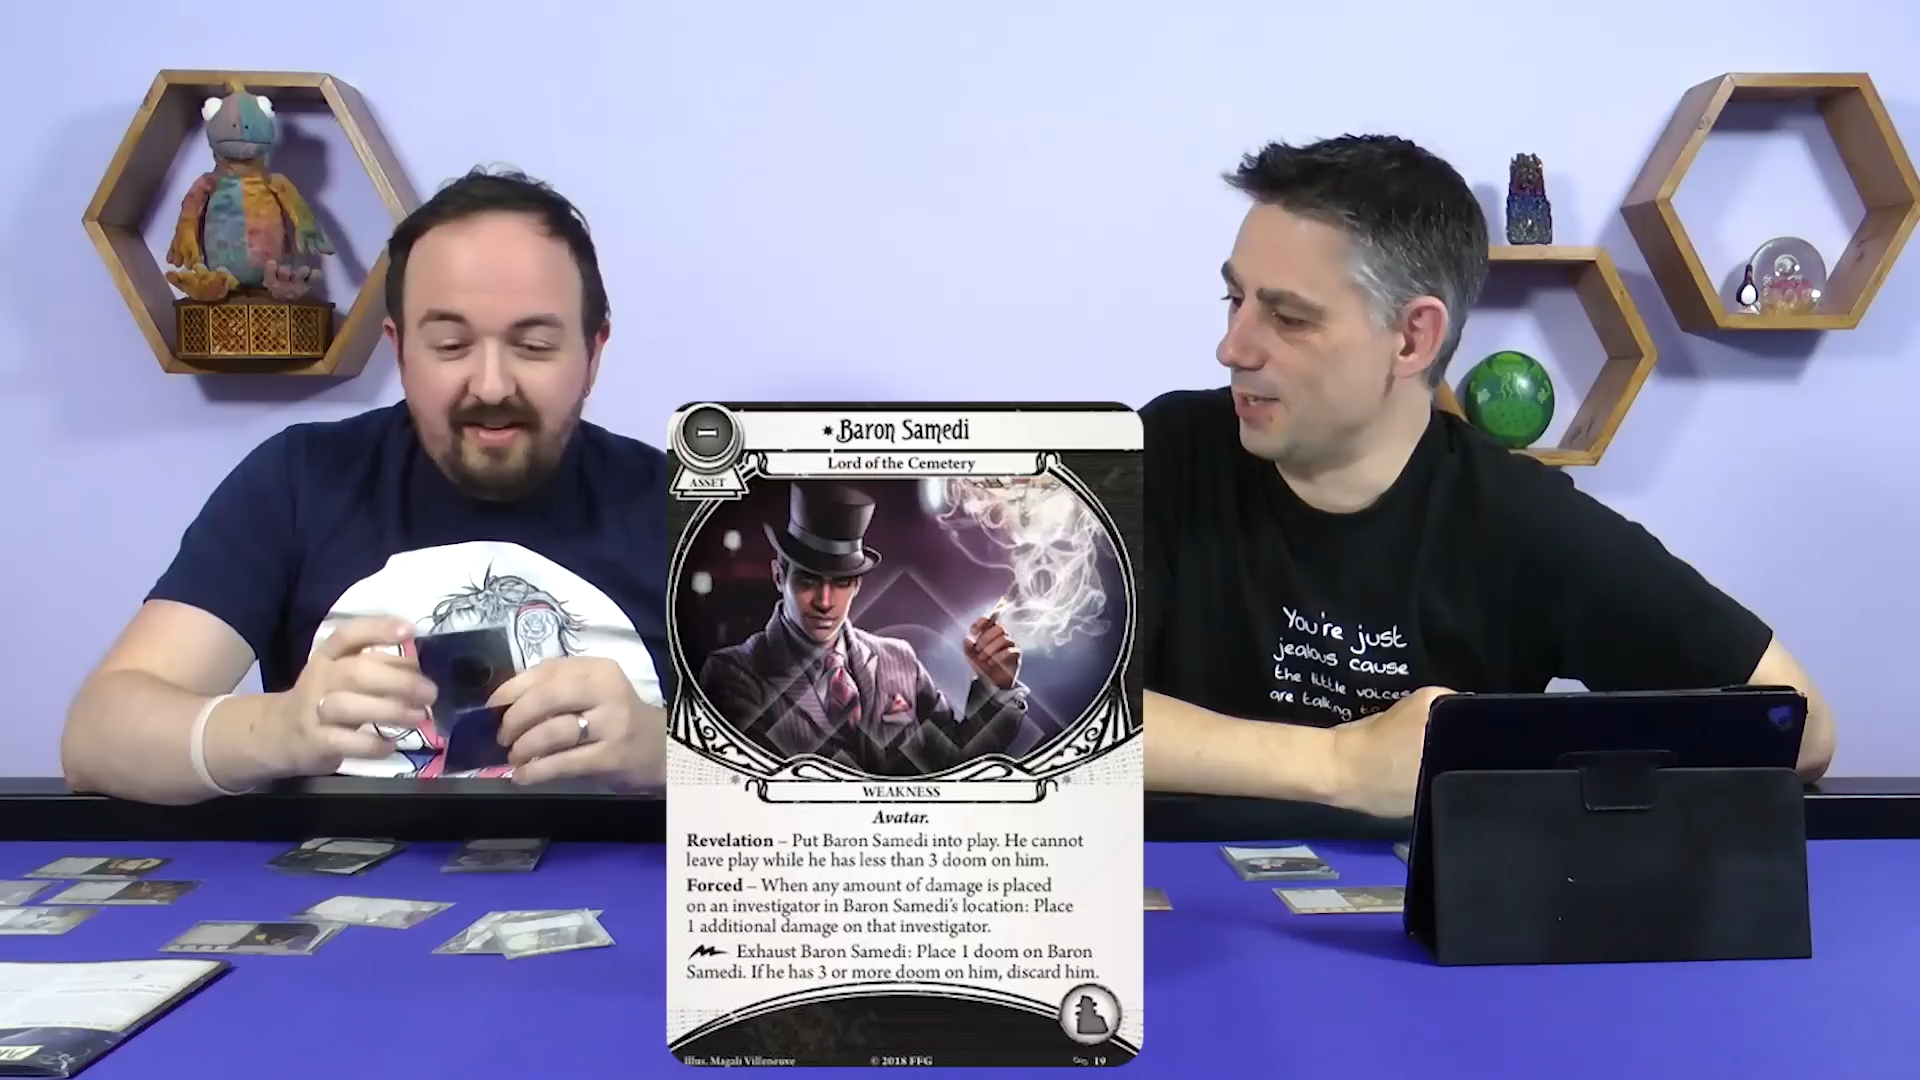 Baron Samedi
Lord of the Cemetery
ASSET
WEAKNESS
Avatar.
Revelation – Put Baron Samedi into play. He cannot
leave play while he has less than 3 doom on him.
Forced – When any amount of damage is placed
on an investigator in Baron Samedi's location: Place
1 additional damage on that investigator.
Exhaust Baron Samedi: Place 1 doom on Baron
Samedi. If he has 3 or more doom on him, discard him.
Illus. Magali Villeneuve
© 2018 FFG
19
You're just
jealous cause
the little voices
are talking